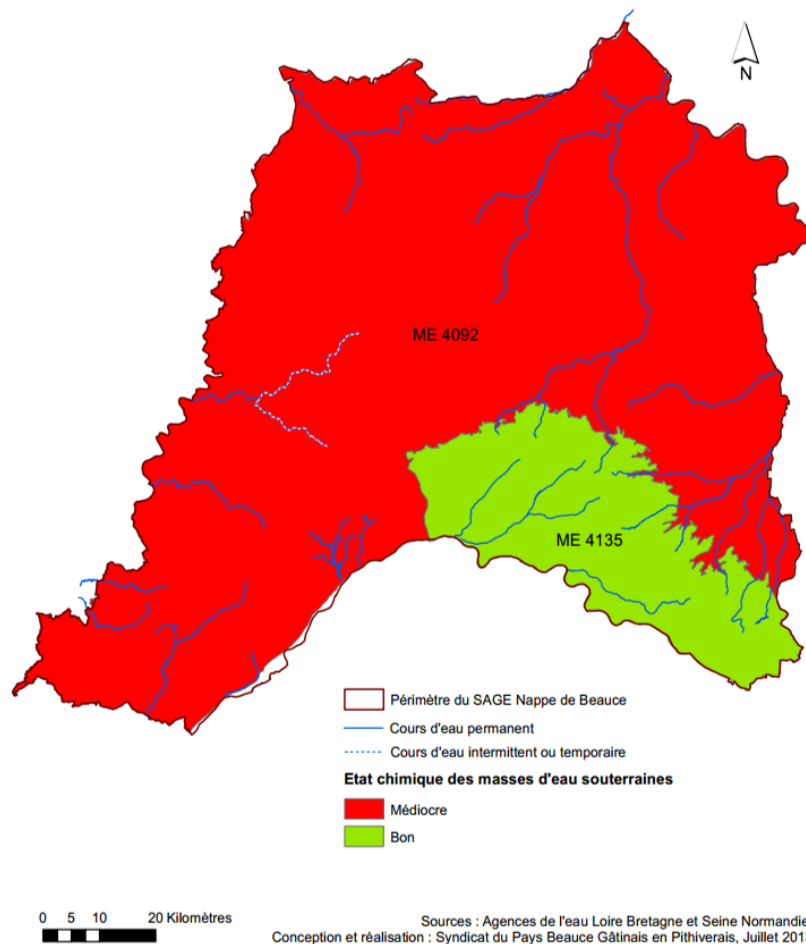 N
ME 4092
ME 4135
Périmètre du SAGE Nappe de Beauce
Cours d'eau permanent
Cours d'eau intermittent ou temporaire
Etat chimique des masses d'eau souterraines
Médiocre
Bon
0 5 10 20 Kilomètres
Sources : Agences de l'eau Loire Bretagne et Seine Normandie
Conception et réalisation : Syndicat du Pays Beauce Gâtinais en Pithiverais, Juillet